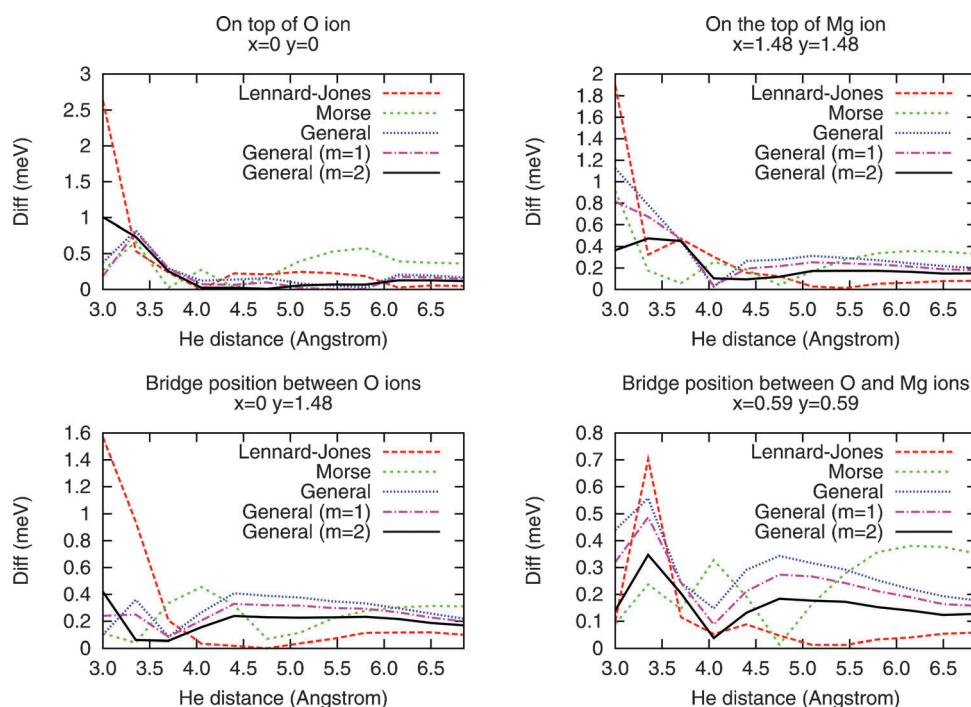 On top of O ion
x=0 y=0
Diff (meV)
3
2.5
2
1.5
1
0.5
0
Lennard-Jones
Morse
General
General (m=1)
General (m=2)
3.0 3.5 4.0 4.5 5.0 5.5 6.0 6.5
He distance (Angstrom)
On the top of Mg ion
x=1.48 y=1.48
Diff (meV)
2
1.8
1.6
1.4
1.2
1
0.8
0.6
0.4
0.2
0
Lennard-Jones
Morse
General
General (m=1)
General (m=2)
3.0 3.5 4.0 4.5 5.0 5.5 6.0 6.5
He distance (Angstrom)
Bridge position between O ions
x=0 y=1.48
Diff (meV)
1.6
1.4
1.2
1
0.8
0.6
0.4
0.2
0
Lennard-Jones
Morse
General
General (m=1)
General (m=2)
3.0 3.5 4.0 4.5 5.0 5.5 6.0 6.5
He distance (Angstrom)
Bridge position between O and Mg ions
x=0.59 y=0.59
Diff (meV)
0.8
0.7
0.6
0.5
0.4
0.3
0.2
0.1
0
Lennard-Jones
Morse
General
General (m=1)
General (m=2)
3.0 3.5 4.0 4.5 5.0 5.5 6.0 6.5
He distance (Angstrom)